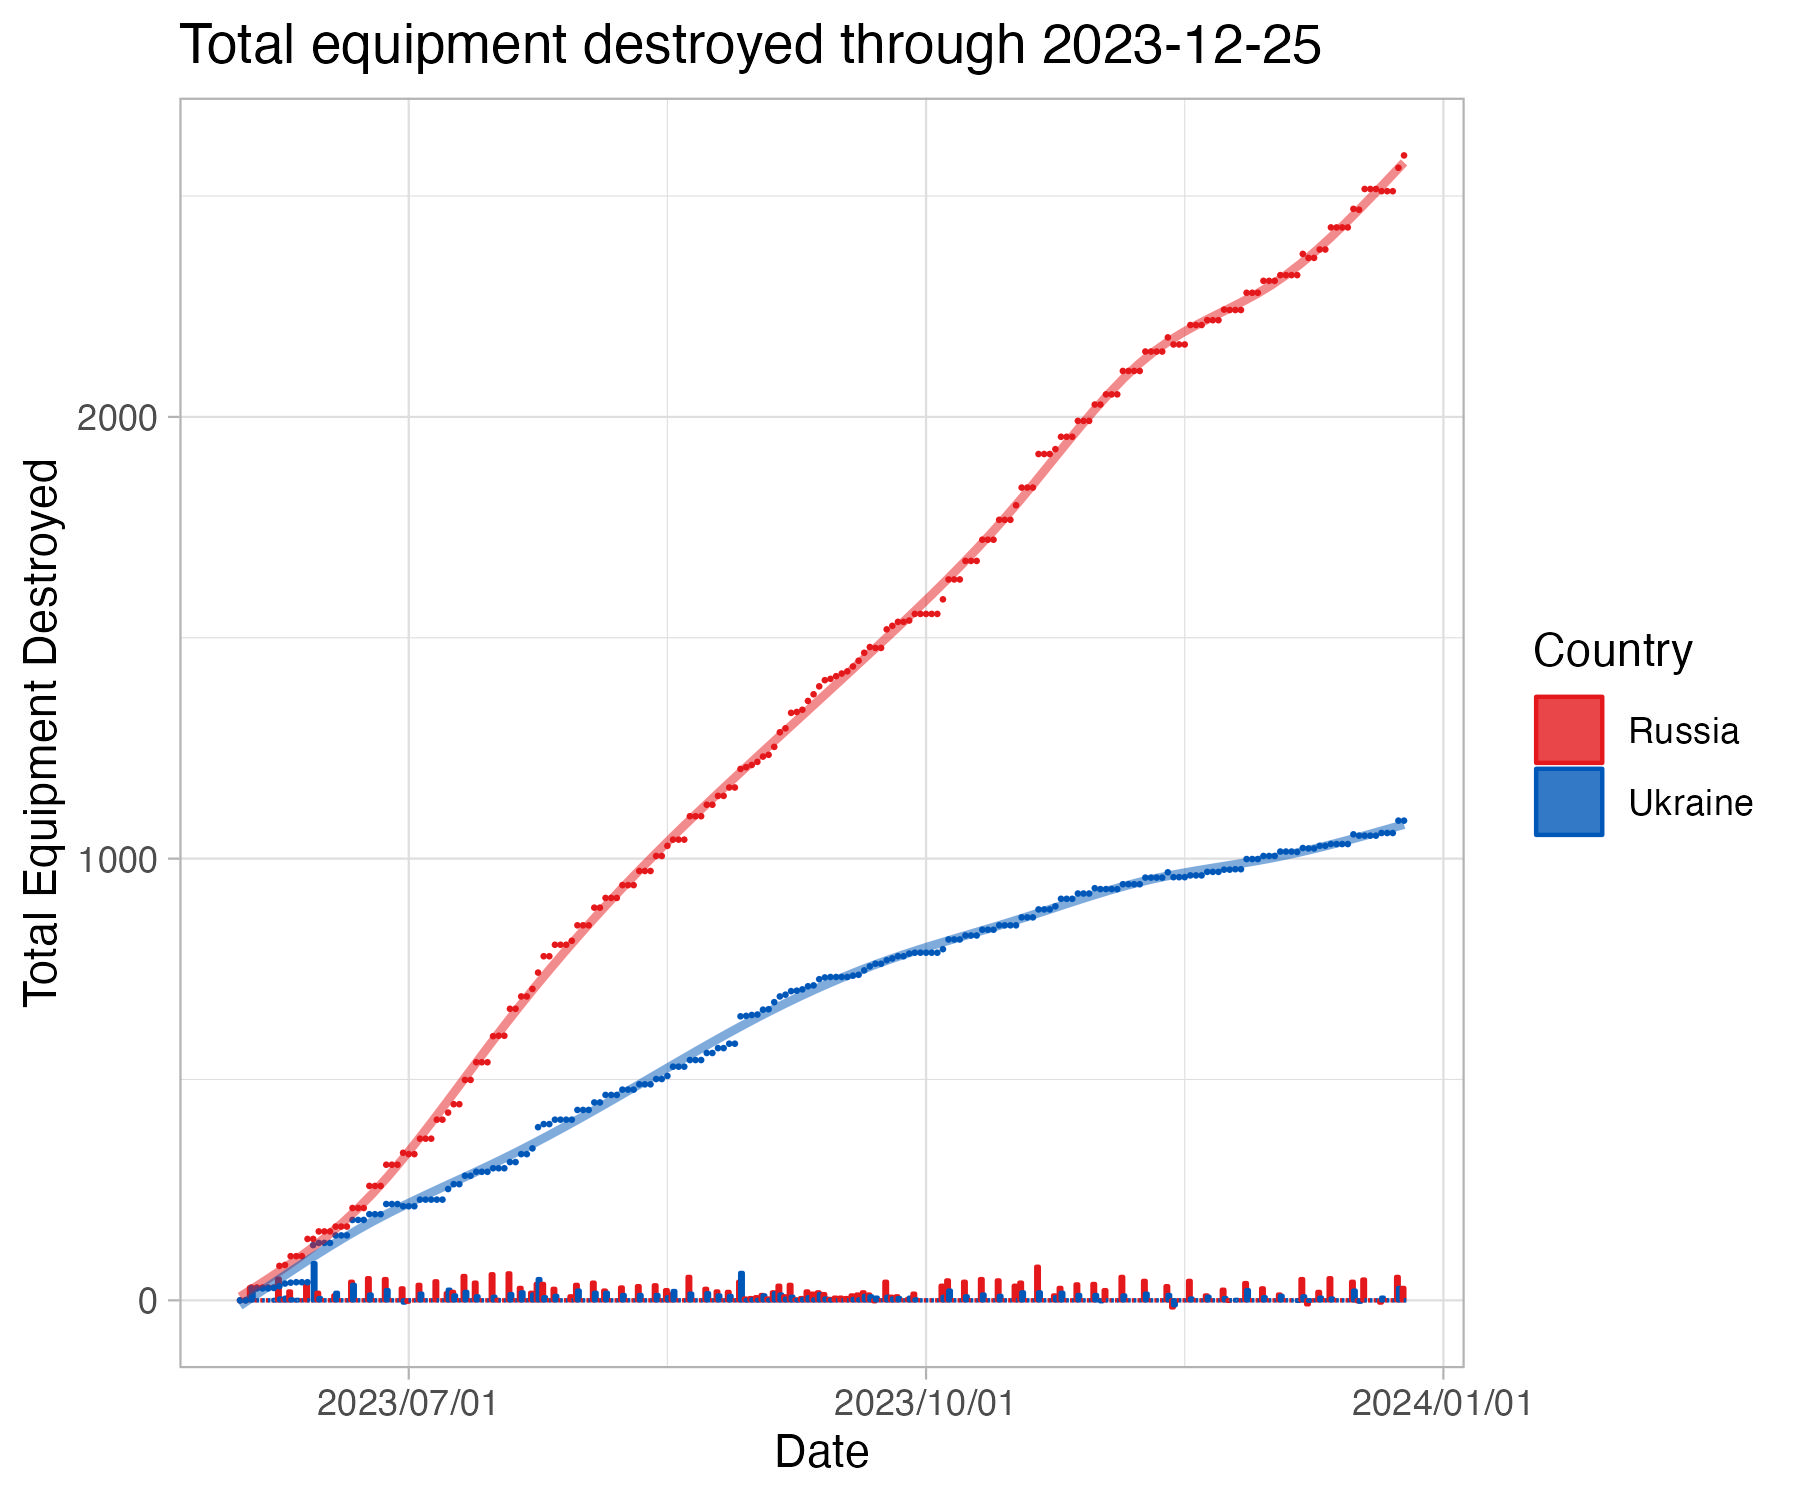 Total equipment destroyed through 2023-12-25
Total Equipment Destroyed
2000
1000
0
2023/07/01
2023/10/01
2024/01/01
Date
Country
Russia
Ukraine